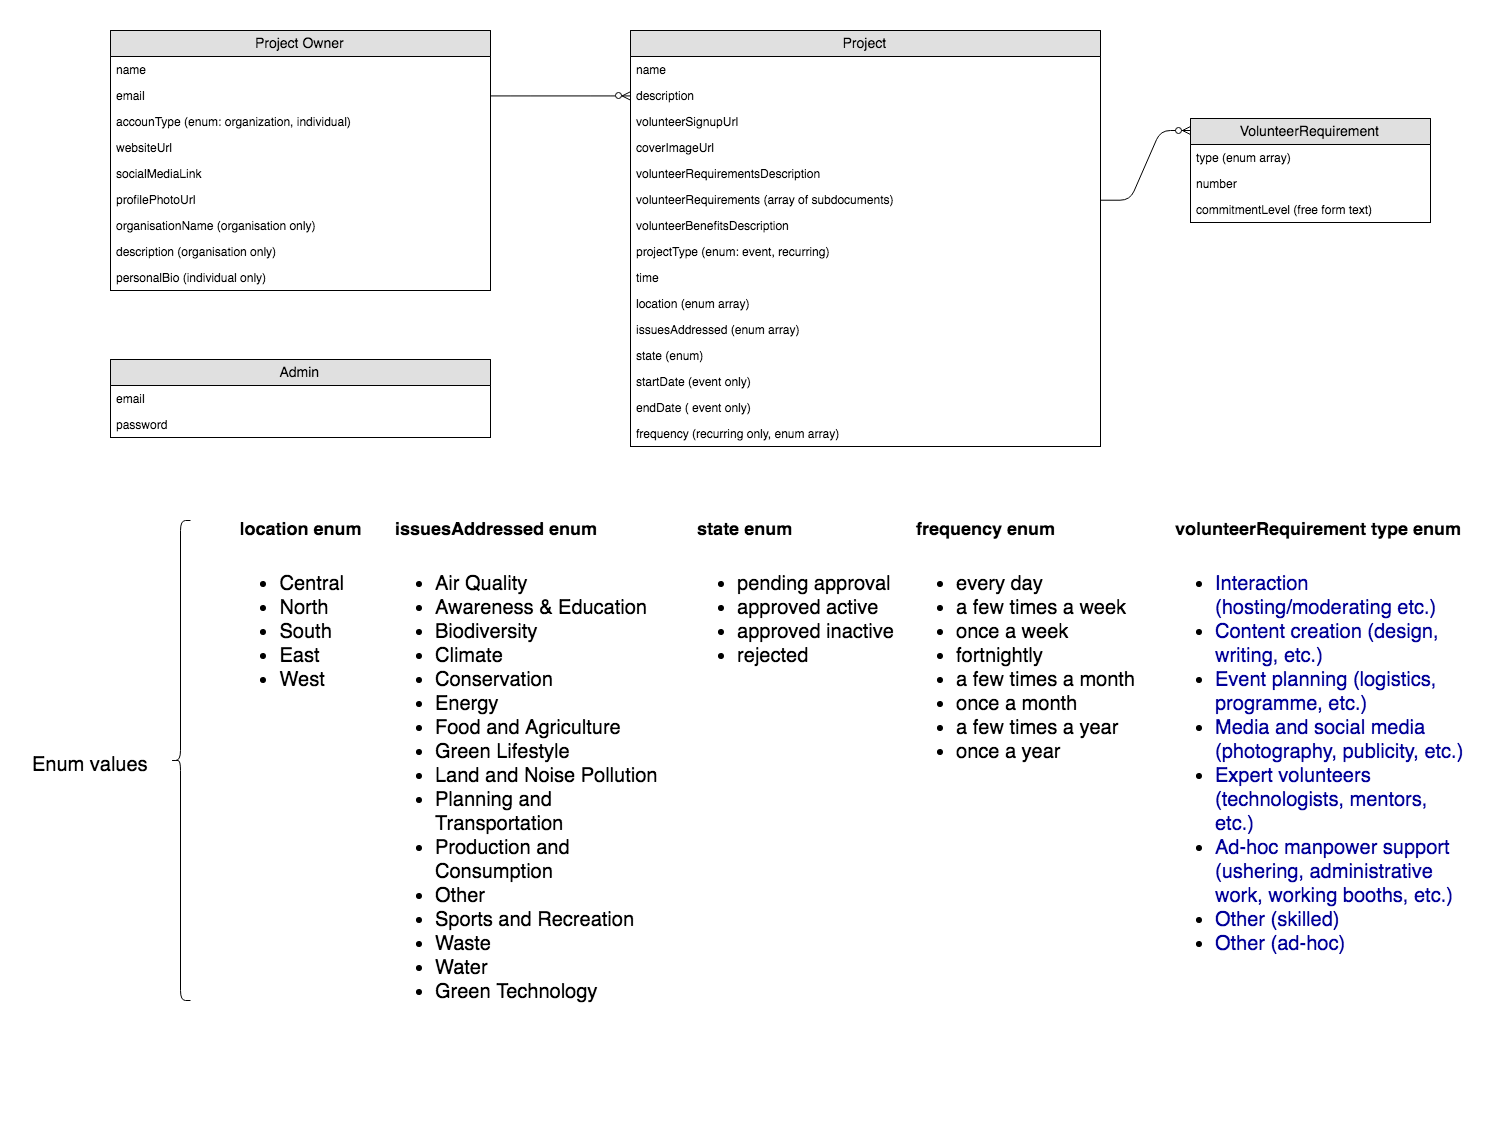 Project Owner
name
email
accounType (enum: organization, individual)
websiteUrl
socialMediaLink
profilePhotoUrl
organisationName (organisation only)
description (organisation only)
personalBio (individual only)
Admin
email
password
Project
name
description
volunteerSignupUrl
coverImageUrl
volunteerRequirementsDescription
volunteerRequirements (array of subdocuments)
volunteerBenefitsDescription
projectType (enum: event, recurring)
time
location (enum array)
issuesAddressed (enum array)
state (enum)
startDate (event only)
endDate ( event only)
frequency (recurring only, enum array)
VolunteerRequirement
type (enum array)
number
commitmentLevel (free form text)
Enum values
location enum
• Central
• North
• South
• East
• West
issuesAddressed enum
• Air Quality
• Awareness & Education
• Biodiversity
• Climate
• Conservation
• Energy
• Food and Agriculture
• Green Lifestyle
• Land and Noise Pollution
• Planning and
Transportation
• Production and
Consumption
• Other
• Sports and Recreation
• Waste
• Water
• Green Technology
state enum
• pending approval
• approved active
• approved inactive
• rejected
frequency enum
• every day
• a few times a week
• once a week
• fortnightly
• a few times a month
• once a month
• a few times a year
• once a year
volunteerRequirement type enum
• Interaction
(hosting/moderating etc.)
• Content creation (design,
writing, etc.)
• Event planning (logistics,
programme, etc.)
• Media and social media
(photography, publicity, etc.)
• Expert volunteers
(technologists, mentors,
etc.)
• Ad-hoc manpower support
(ushering, administrative
work, working booths, etc.)
• Other (skilled)
• Other (ad-hoc)